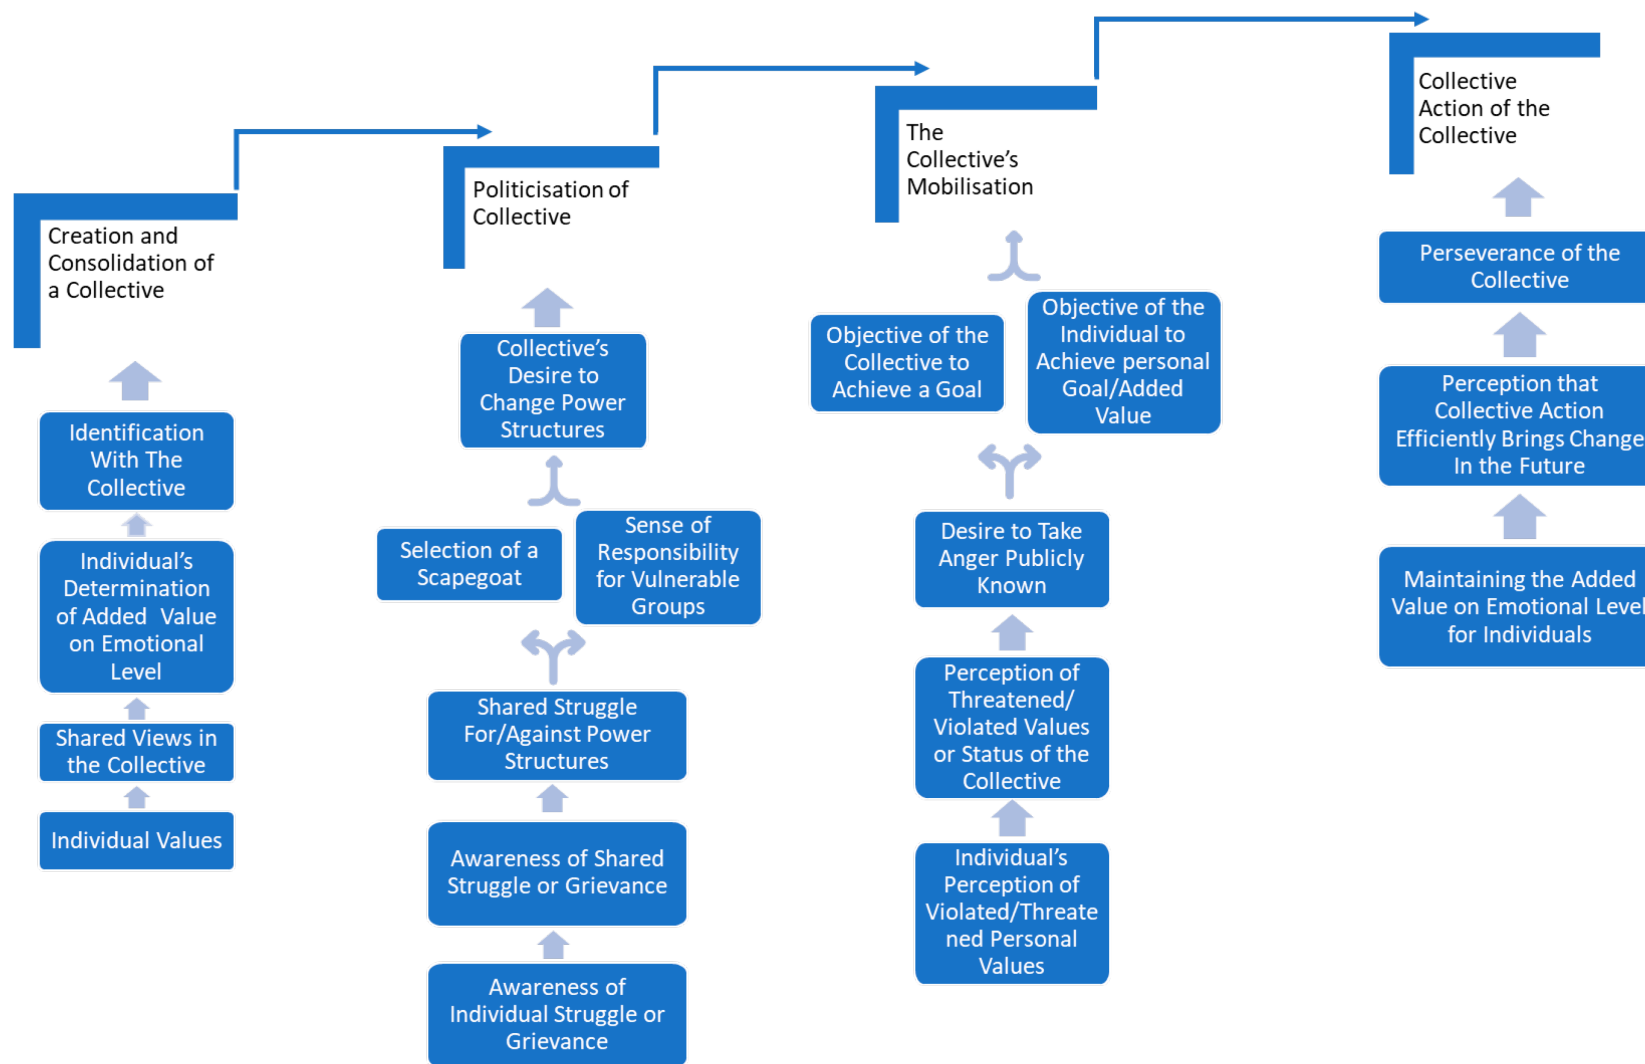 Creation and
Consolidation of
a Collective
Identification
With The
Collective
Individual’s
Determination
of Added Value
on Emotional
Level
Shared Views in
the Collective
Individual Values
Politicisation of
Collective
Collective’s
Desire to
Change Power
Structures
Selection of a
Scapegoat
Sense of
Responsibility
for Vulnerable
Groups
Shared Struggle
For/Against Power
Structures
Awareness of Shared
Struggle or Grievance
Awareness of
Individual Struggle or
Grievance
The
Collective’s
Mobilisation
Objective of the
Collective to
Achieve a Goal
Objective of the
Individual to
Achieve personal
Goal/Added
Value
Desire to Take
Anger Publicly
Known
Perception of
Threatened/
Violated Values
or Status of the
Collective
Individual’s
Perception of
Violated/Threate
ned Personal
Values
Collective
Action of the
Collective
Perseverance of the
Collective
Perception that
Collective Action
Efficiently Brings Change
In the Future
Maintaining the Added
Value on Emotional Level
for Individuals